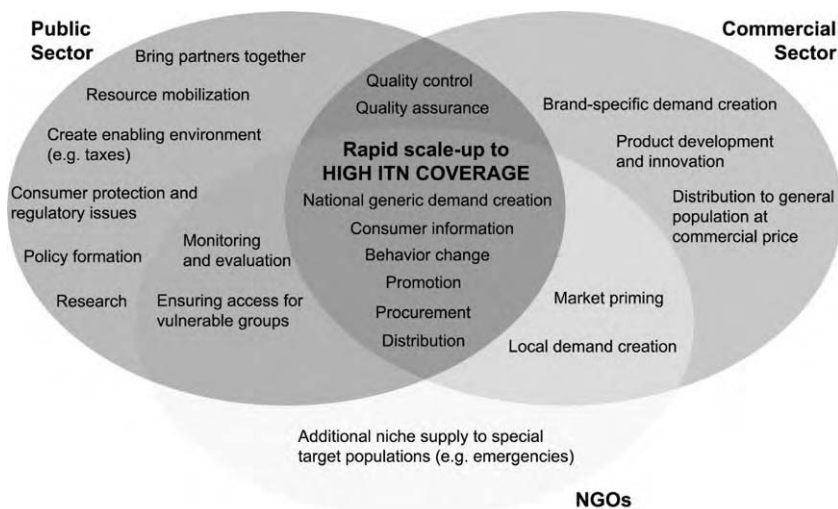 Public
Sector
Bring partners together
Resource mobilization
Create enabling environment
(e.g. taxes)
Consumer protection and
regulatory issues
Policy formation
Research
Monitoring
and evaluation
Ensuring access for
vulnerable groups
Quality control
Quality assurance
Rapid scale-up to
HIGH ITN COVERAGE
National generic demand creation
Consumer information
Behavior change
Promotion
Procurement
Distribution
Commercial
Sector
Brand-specific demand creation
Product development
and innovation
Distribution to general
population at
commercial price
Market priming
Local demand creation
Additional niche supply to special
target populations (e.g. emergencies)
NGOs